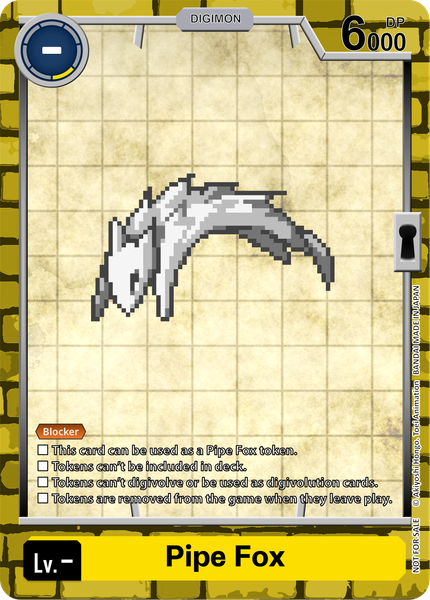 DIGIMON
DP
6000
-
Blocker
□ This card can be used as a Pipe Fox token.
□ Tokens can't be included in deck.
□ Tokens can't digivolve or be used as digivolution cards.
□ Tokens are removed from the game when they leave play.
NOT FOR SALE © Akiyoshi Hongo, Toei Animation BANDAI MADE IN JAPAN
Lv.-
Pipe Fox